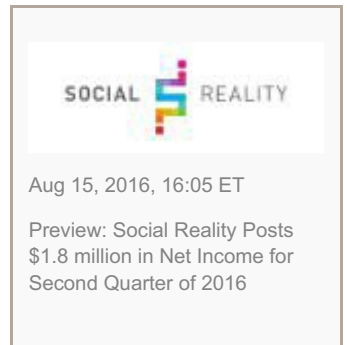 SOCIAL REALITY
Aug 15, 2016, 16:05 ET
Preview: Social Reality Posts
$1.8 million in Net Income for
Second Quarter of 2016